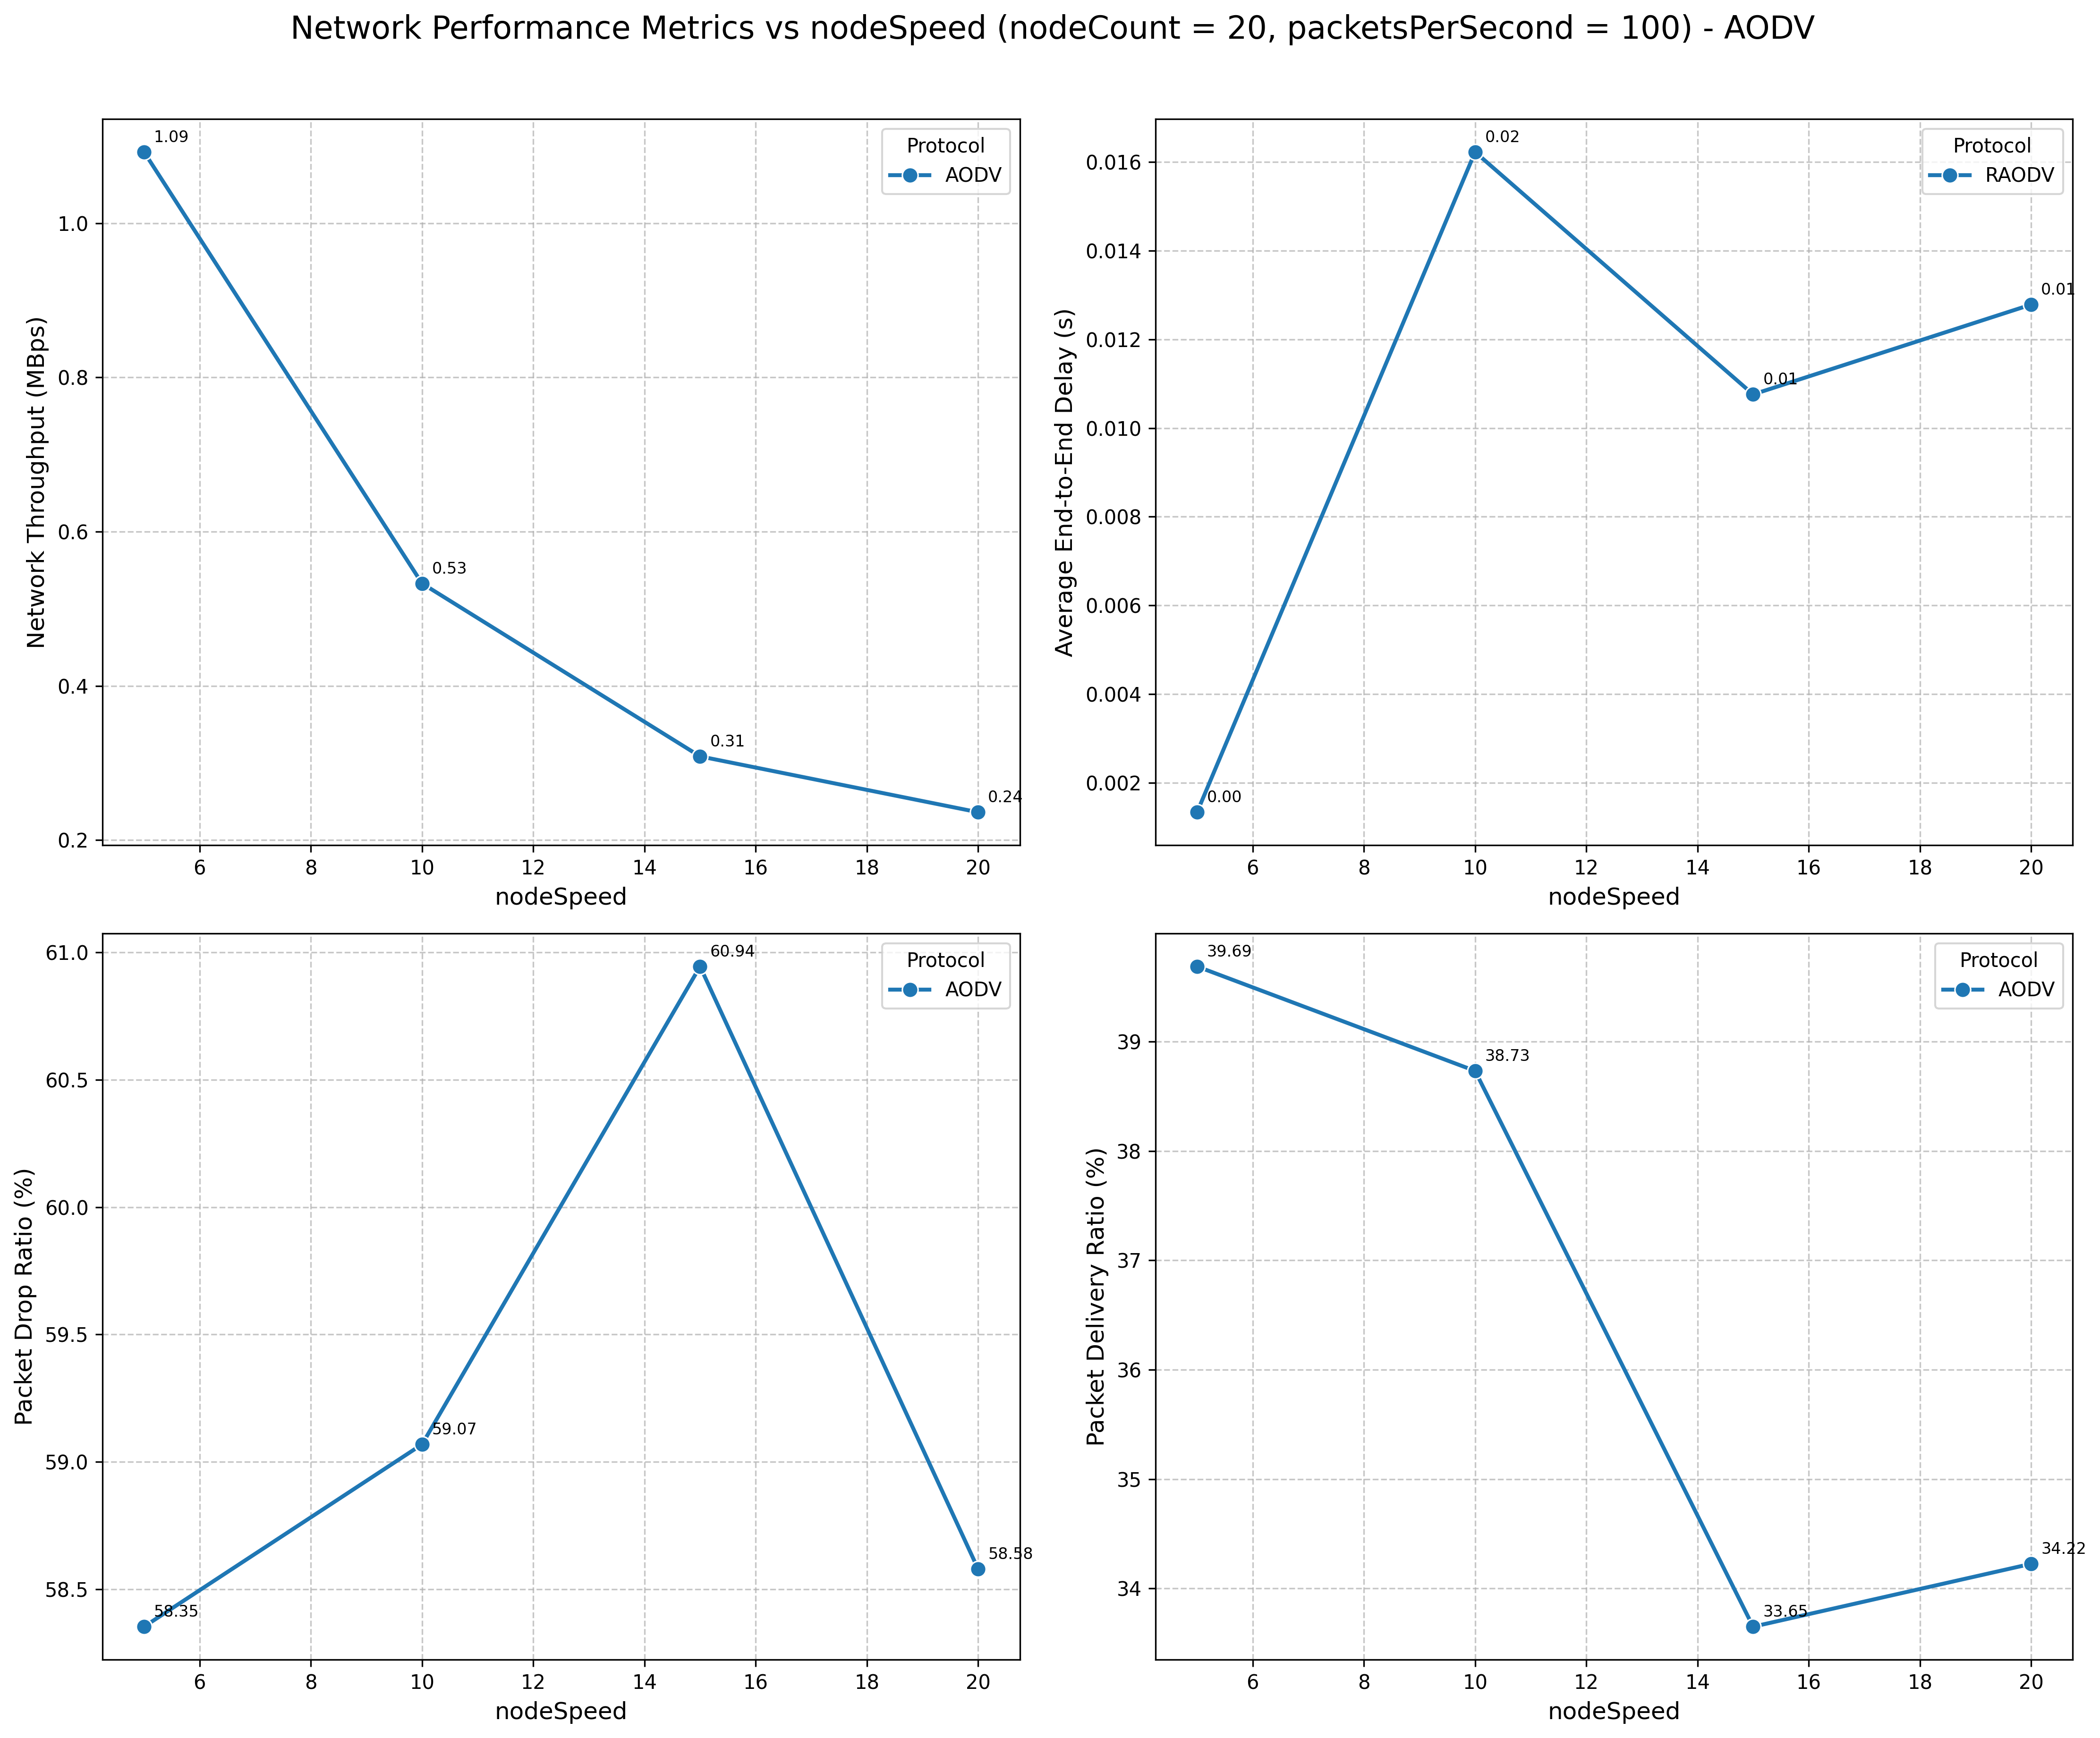 Network Performance Metrics vs nodeSpeed (nodeCount = 20, packetsPerSecond = 100) - AODV
Network Throughput (MBps)
1.0
0.8
0.6
0.4
0.2
1.09
0.53
0.31
0.24
Protocol
AODV
6 8 10 12 14 16 18 20
nodeSpeed
Average End-to-End Delay (s)
0.016
0.014
0.012
0.010
0.008
0.006
0.004
0.002
0.00
0.02
0.01
0.01
Protocol
RAODV
6 8 10 12 14 16 18 20
nodeSpeed
Packet Drop Ratio (%)
61.0
60.5
60.0
59.5
59.0
58.5
58.35
59.07
60.94
58.58
Protocol
AODV
6 8 10 12 14 16 18 20
nodeSpeed
Packet Delivery Ratio (%)
39
38
37
36
35
34
39.69
38.73
33.65
34.22
Protocol
AODV
6 8 10 12 14 16 18 20
nodeSpeed